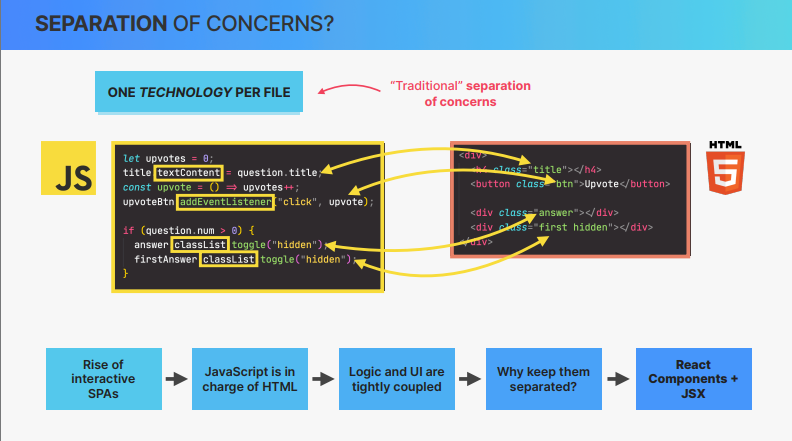 SEPARATION OF CONCERNS?
ONE TECHNOLOGY PER FILE
“Traditional” separation
of concerns
JS
let upvotes = 0;
title textContent = question.title;
const upvote = () => upvotes++;
upvoteBtn addEventListener("click", upvote);
if (question.num > 0) {
answer classList toggle("hidden");
firstAnswer classList toggle("hidden");
}
<div>
<h4 class="title"></h4>
<button class="btn">Upvote</button>
<div class="answer"></div>
<div class="first hidden"></div>
</div>
HTML
5
Rise of
interactive
SPAs
JavaScript is in
charge of HTML
Logic and UI are
tightly coupled
Why keep them
separated?
React
Components +
JSX